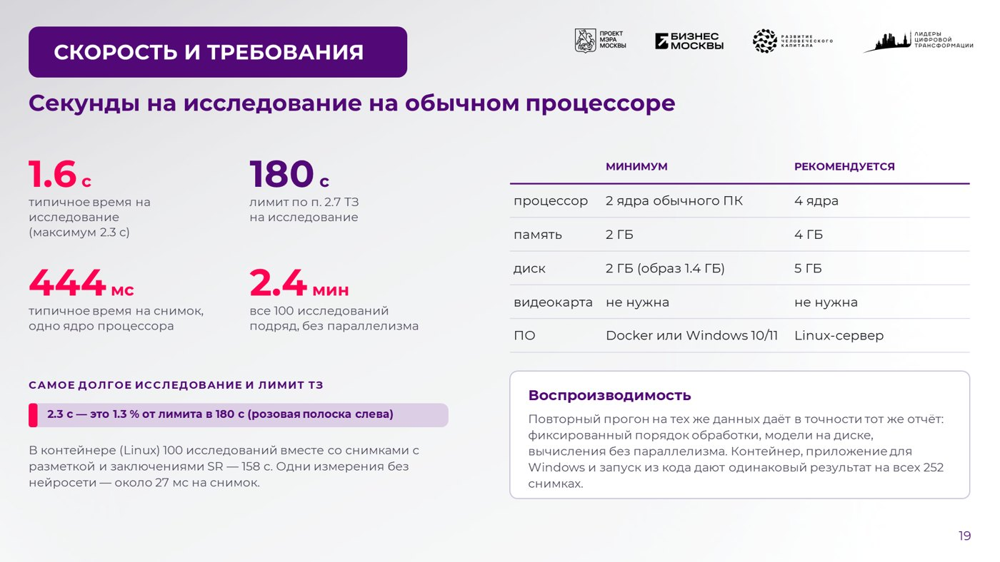 СКОРОСТЬ И ТРЕБОВАНИЯ
ПРОЕКТ
МЭРА
МОСКВЫ
БИЗНЕС
МОСКВЫ
РАЗВИТИЕ
ЧЕЛОВЕЧЕСКОГО
КАПИТАЛА
ЛИДЕРЫ
ЦИФРОВОЙ
ТРАНСФОРМАЦИИ
Секунды на исследование на обычном процессоре
1.6 с
типичное время на
исследование
(максимум 2.3 с)
180 с
лимит по п. 2.7 ТЗ
на исследование
444 мс
типичное время на снимок,
одно ядро процессора
2.4 мин
все 100 исследований
подряд, без параллелизма
САМОЕ ДОЛГОЕ ИССЛЕДОВАНИЕ И ЛИМИТ ТЗ
2.3 с — это 1.3 % от лимита в 180 с (розовая полоска слева)
В контейнере (Linux) 100 исследований вместе со снимками с
разметкой и заключениями SR — 158 с. Одни измерения без
нейросети — около 27 мс на снимок.
МИНИМУМ РЕКОМЕНДУЕТСЯ
процессор 2 ядра обычного ПК 4 ядра
память 2 ГБ 4 ГБ
диск 2 ГБ (образ 1.4 ГБ) 5 ГБ
видеокарта не нужна не нужна
ПО Docker или Windows 10/11 Linux-сервер
Воспроизводимость
Повторный прогон на тех же данных даёт в точности тот же отчёт:
фиксированный порядок обработки, модели на диске,
вычисления без параллелизма. Контейнер, приложение для
Windows и запуск из кода дают одинаковый результат на всех 252
снимках.
19